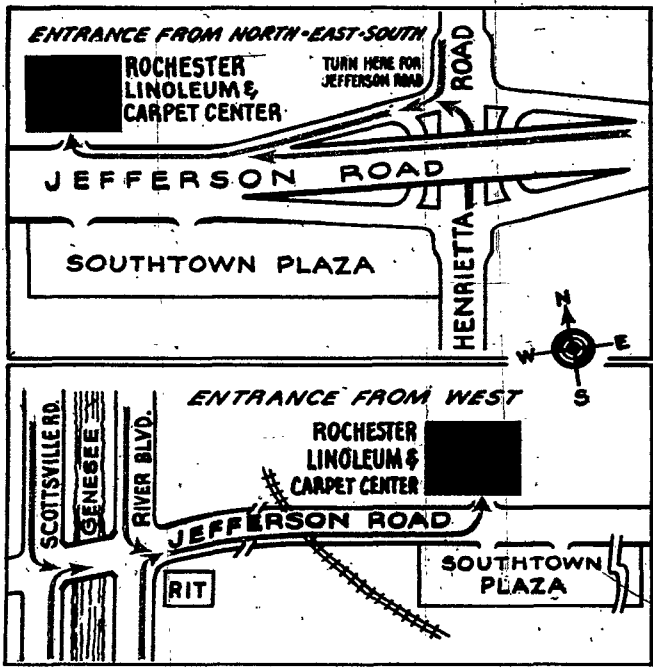 ENTRANCE FROM NORTH-EAST-SOUTH
ROCHESTER
LINOLEUM &
CARPET CENTER
TURN HERE FOR
JEFFERSON ROAD
ROAD
JEFFERSON ROAD
HENRIETTA
SOUTHTOWN PLAZA
N
W
E
S
ENTRANCE FROM WEST
ROCHESTER
LINOLEUM &
CARPET CENTER
SCOTTSVILLE RD.
GENESEE
RIVER BLVD.
JEFFERSON ROAD
RIT
SOUTHTOWN
PLAZA